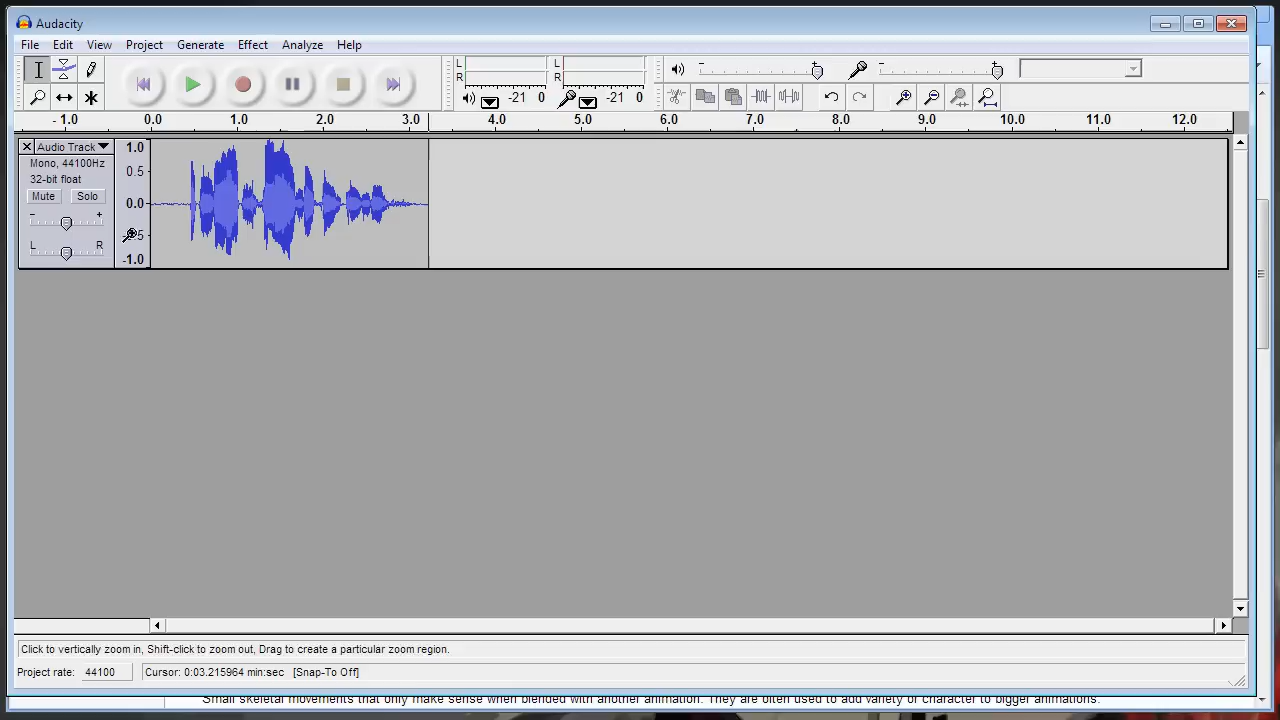 Audacity
File Edit View Project Generate Effect Analyze Help
L R -21 0 L R -21 0
- 1.0 0.0 1.0 2.0 3.0 4.0 5.0 6.0 7.0 8.0 9.0 10.0 11.0 12.0
Audio Track 1.0
Mono, 44100Hz 0.5
32-bit float
Mute Solo 0.0
- +
L R -0.5
-1.0
Click to vertically zoom in, Shift-click to zoom out, Drag to create a particular zoom region.
Project rate: 44100 Cursor: 0:03.215964 min:sec [Snap-To Off]
Small skeletal movements that only make sense when blended with another animation. They are often used to add variety or character to bigger animations.